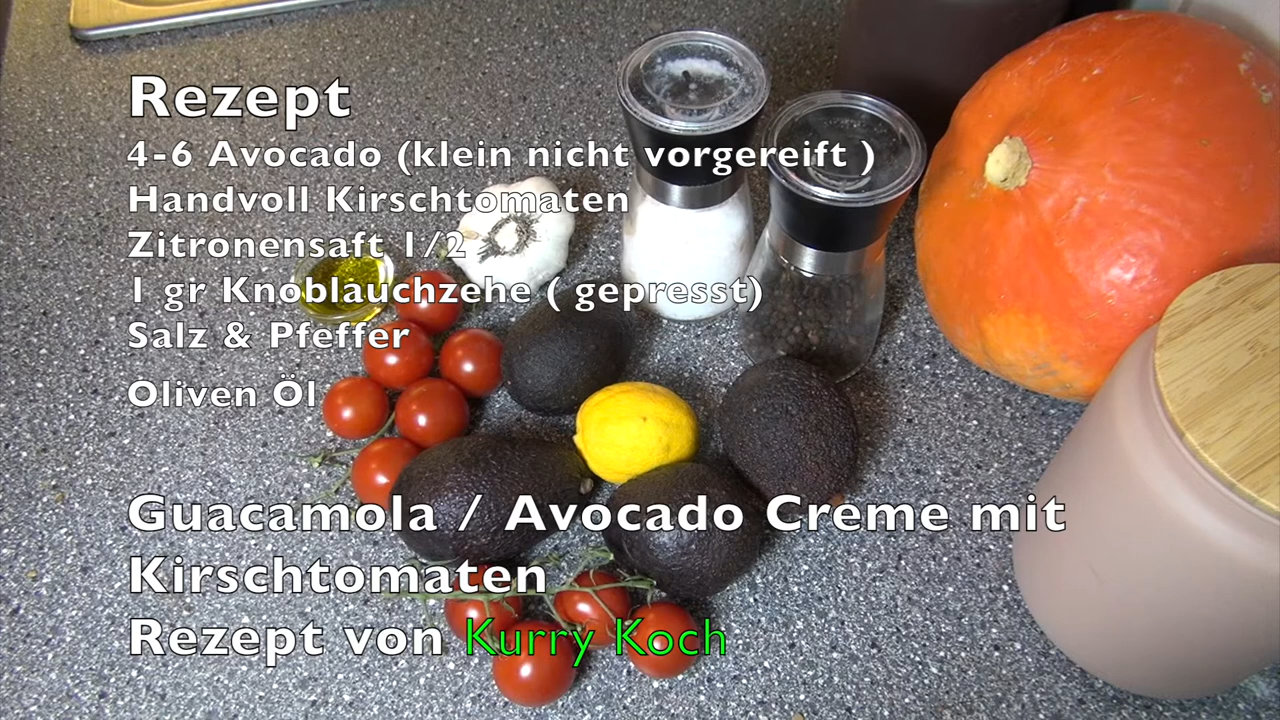 Rezept
4-6 Avocado (klein nicht vorgereift )
Handvoll Kirschtomaten
Zitronensaft 1/2
1 gr Knoblauchzehe ( gepresst)
Salz & Pfeffer
Oliven Öl
Guacamola / Avocado Creme mit
Kirschtomaten
Rezept von Kurry Koch